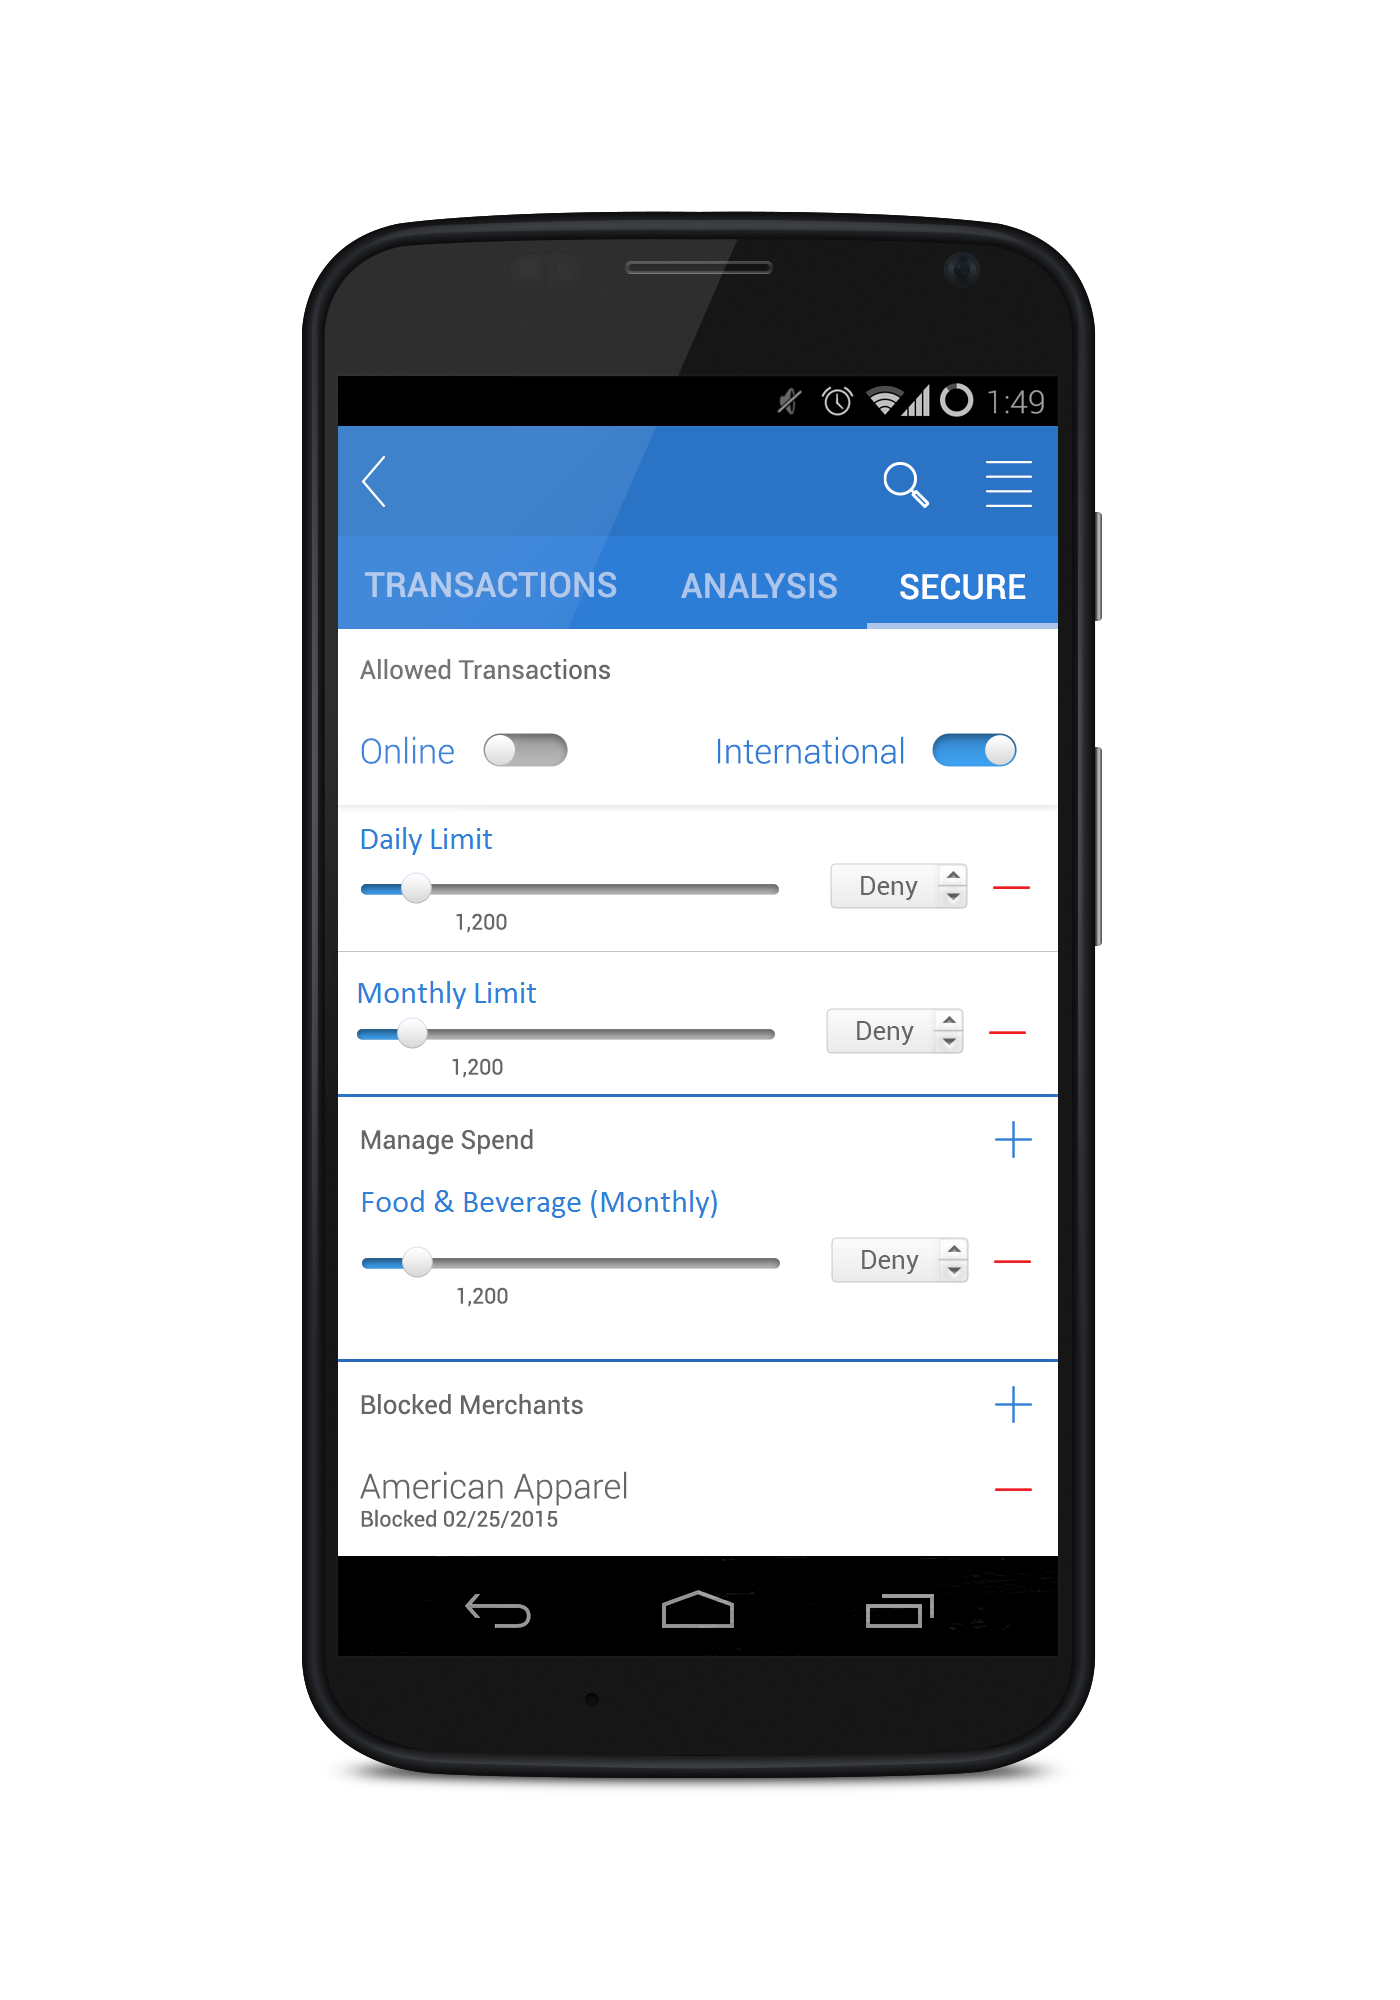 1:49
TRANSACTIONS ANALYSIS SECURE
Allowed Transactions
Online International
Daily Limit
Deny
1,200
Monthly Limit
Deny
1,200
Manage Spend
Food & Beverage (Monthly)
Deny
1,200
Blocked Merchants
American Apparel
Blocked 02/25/2015